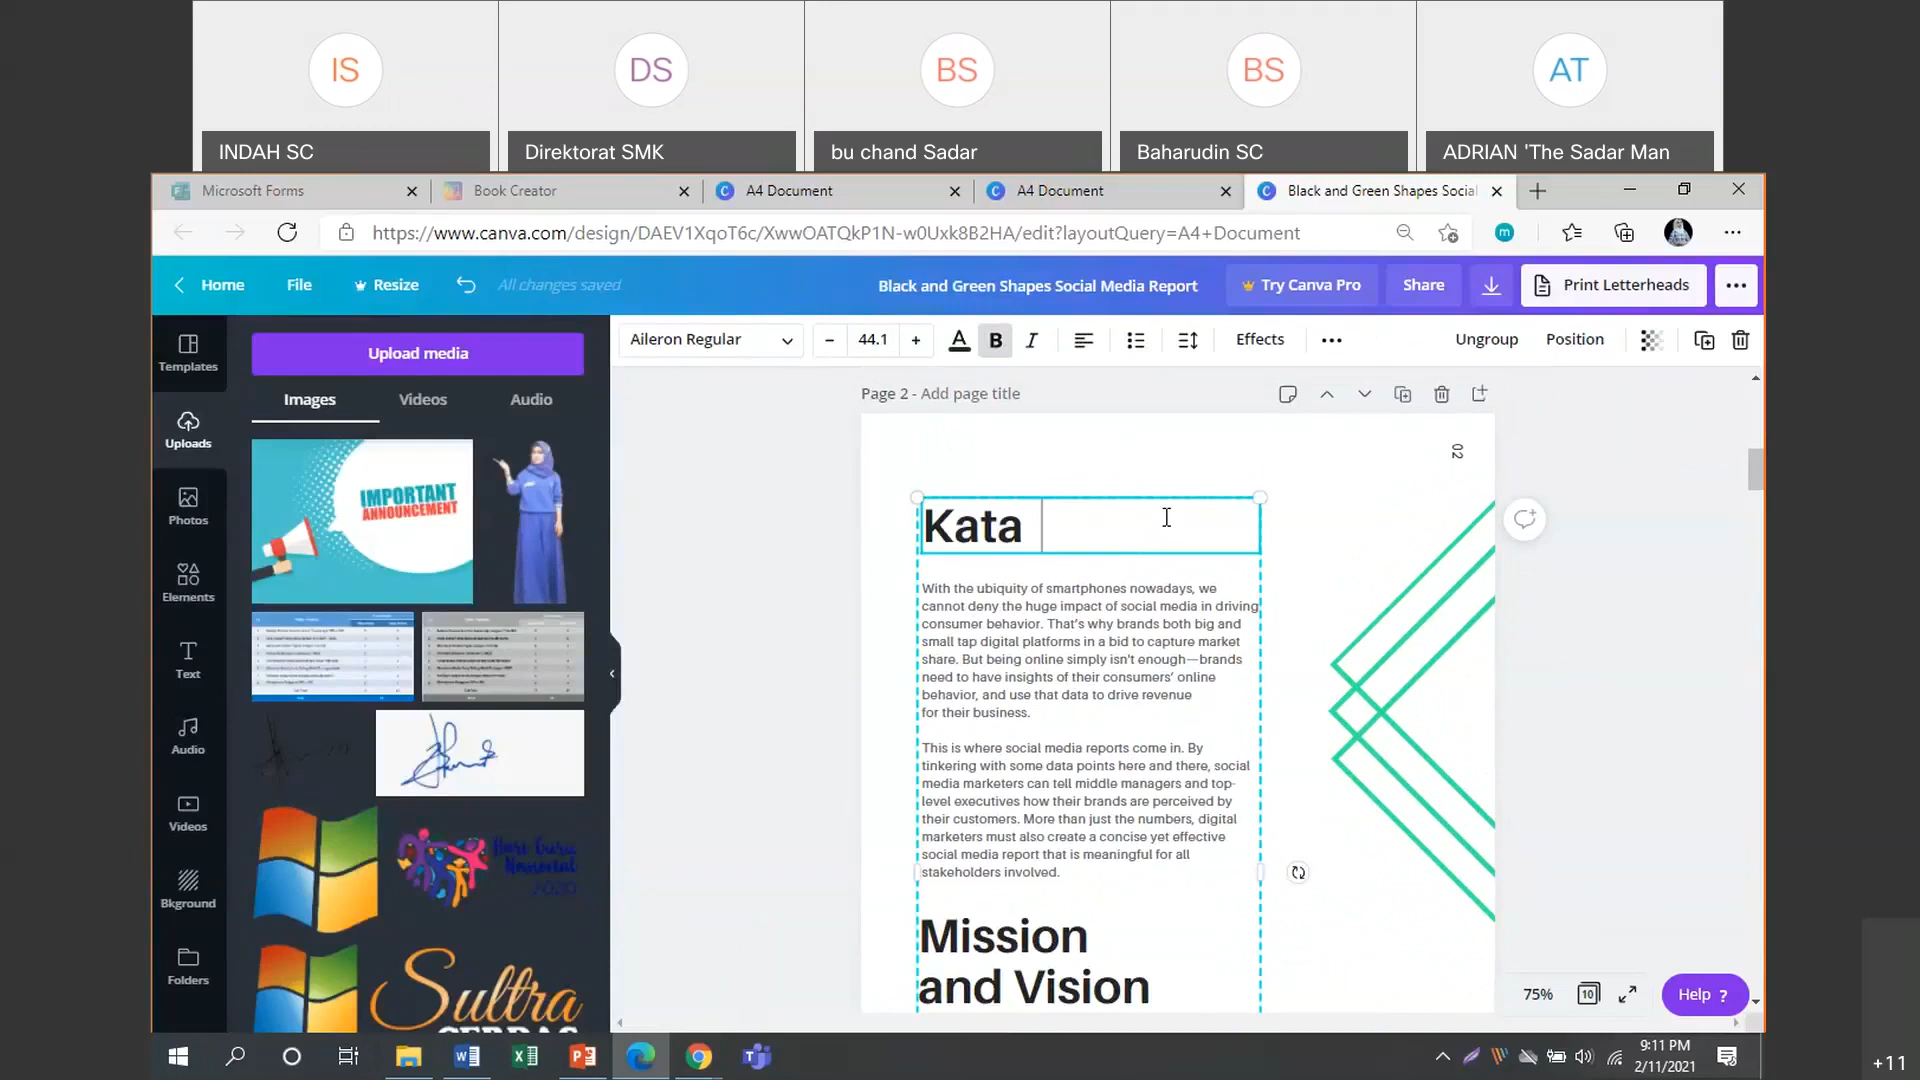 IS
DS
BS
BS
AT
INDAH SC
Direktorat SMK
bu chand Sadar
Baharudin SC
ADRIAN 'The Sadar Man
Microsoft Forms
Book Creator
A4 Document
A4 Document
Black and Green Shapes Social
https://www.canva.com/design/DAEV1XqoT6c/XwwOATQkP1N-w0Uxk8B2HA/edit?layoutQuery=A4+Document
m
Home
File
Resize
All changes saved
Black and Green Shapes Social Media Report
Try Canva Pro
Share
Print Letterheads
Templates
Uploads
Photos
Elements
Text
Audio
Videos
Bkground
Folders
Upload media
Images
Videos
Audio
IMPORTANT
ANNOUNCEMENT
Hari Guru
Nasional
2020
Sultra
CERDAS
Aileron Regular
44.1
A
B
I
Effects
Ungroup
Position
Page 2 - Add page title
02
Kata
With the ubiquity of smartphones nowadays, we
cannot deny the huge impact of social media in driving
consumer behavior. That's why brands both big and
small tap digital platforms in a bid to capture market
share. But being online simply isn't enough—brands
need to have insights of their consumers' online
behavior, and use that data to drive revenue
for their business.
This is where social media reports come in. By
tinkering with some data points here and there, social
media marketers can tell middle managers and top-
level executives how their brands are perceived by
their customers. More than just the numbers, digital
marketers must also create a concise yet effective
social media report that is meaningful for all
stakeholders involved.
Mission
and Vision
75%
10
Help ?
9:11 PM
2/11/2021
+11